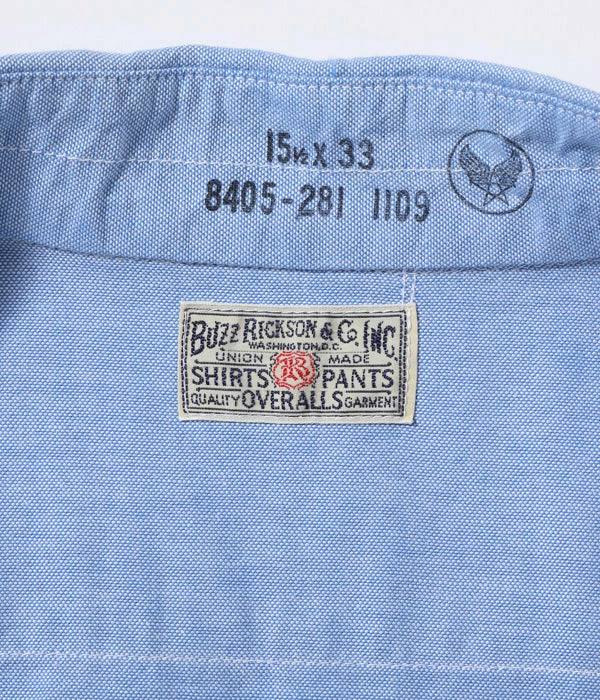 15½ X 33
8405-281 1109
BUZZ RICKSON & CO. INC
WASHINGTON, D.C.
UNION MADE
SHIRTS R PANTS
QUALITY OVERALLS GARMENT